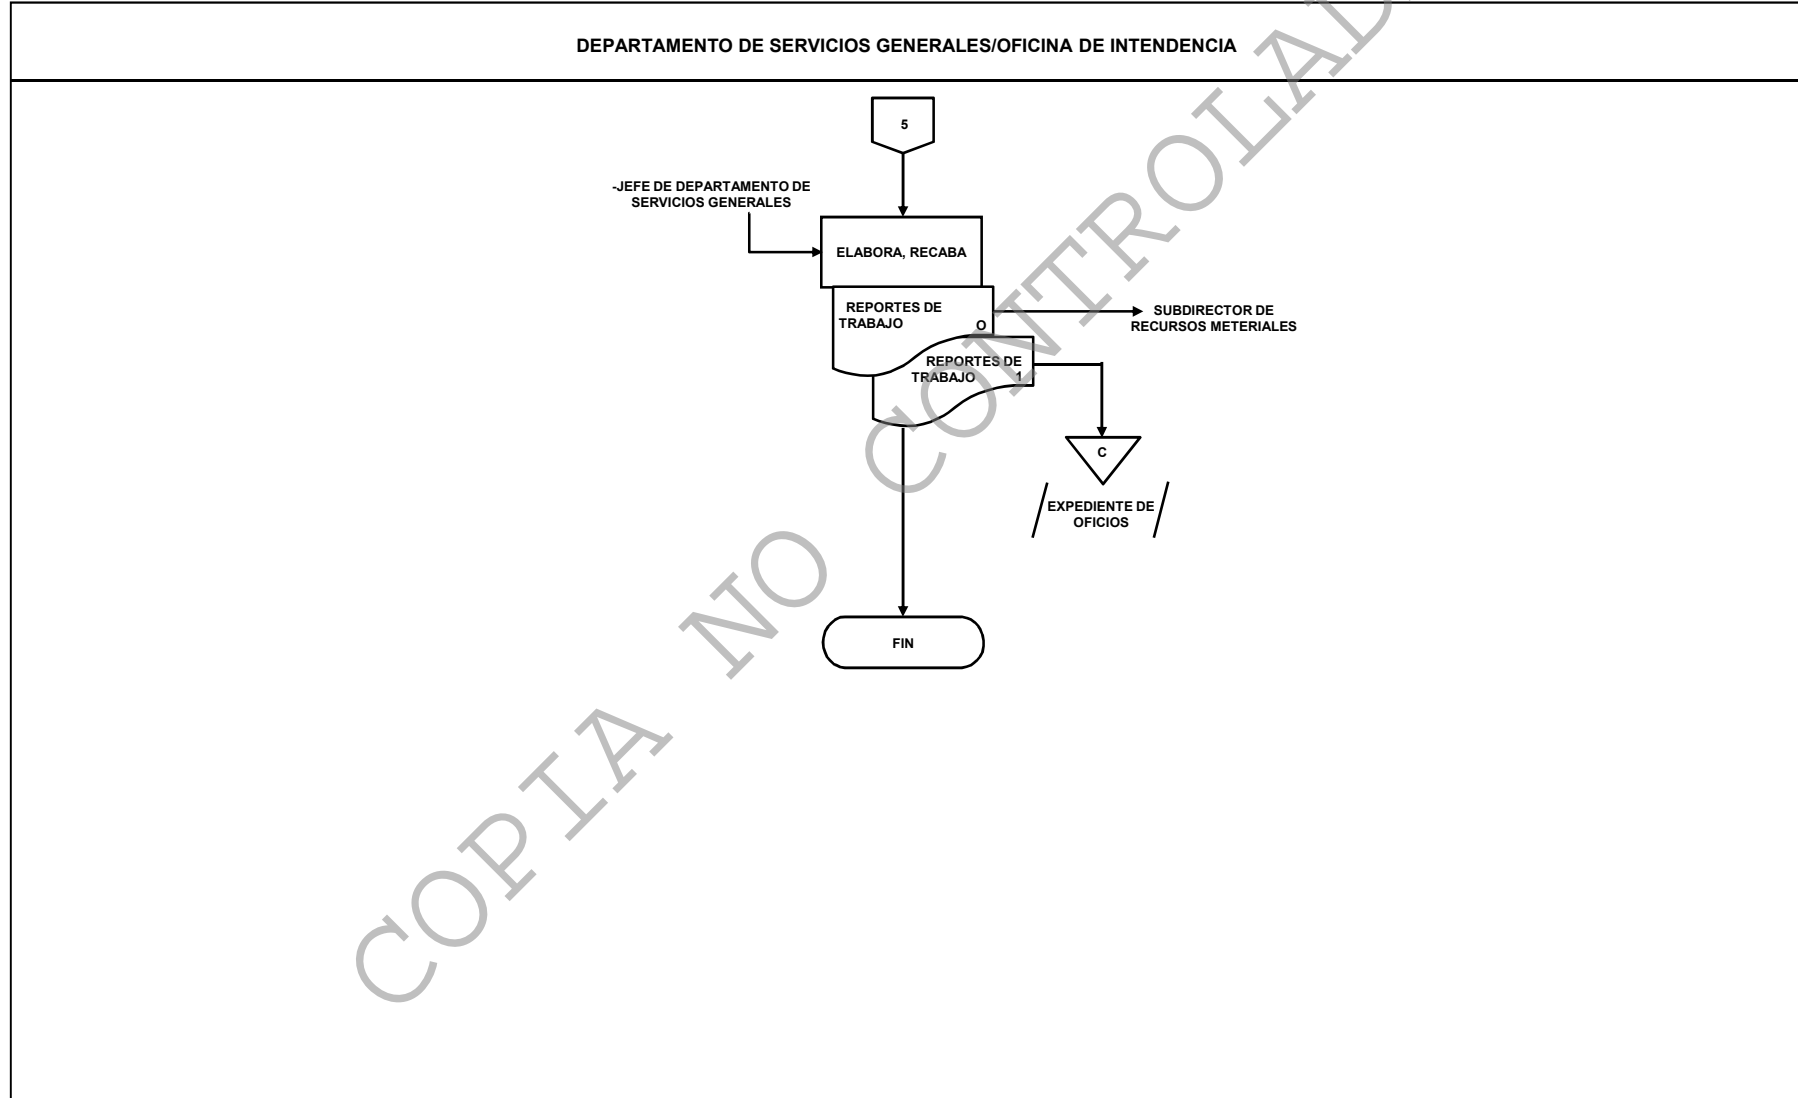 DEPARTAMENTO DE SERVICIOS GENERALES/OFICINA DE INTENDENCIA
5
-JEFE DE DEPARTAMENTO DE
SERVICIOS GENERALES
ELABORA, RECABA
REPORTES DE
TRABAJO O
SUBDIRECTOR DE
RECURSOS METERIALES
REPORTES DE
TRABAJO 1
C
EXPEDIENTE DE
OFICIOS
FIN
COPIA NO CONTROLAD